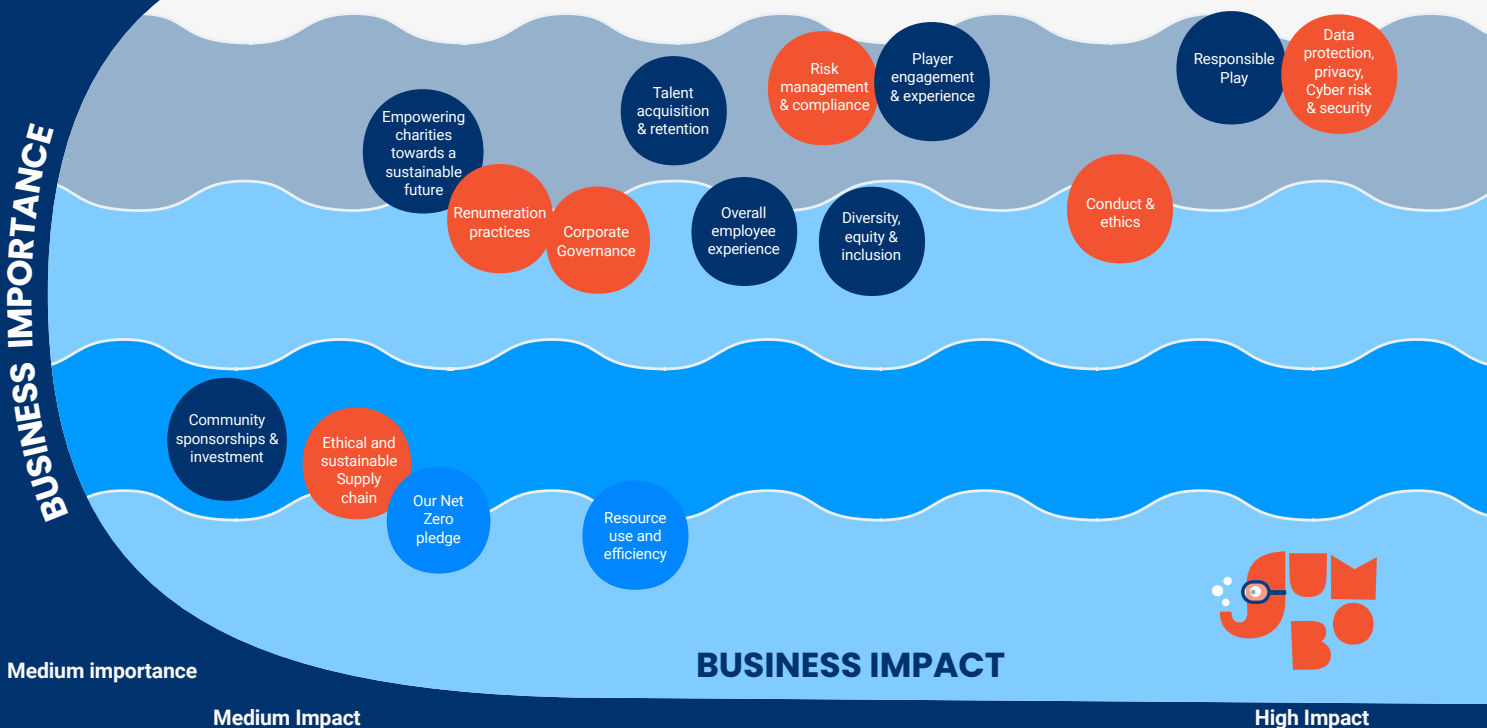 BUSINESS IMPORTANCE
Empowering
charities
towards a
sustainable
future
Talent
acquisition
& retention
Risk
management
& compliance
Player
engagement
& experience
Responsible
Play
Data
protection,
privacy,
Cyber risk
& security
Renumeration
practices
Corporate
Governance
Overall
employee
experience
Diversity,
equity &
inclusion
Conduct &
ethics
Community
sponsorships &
investment
Ethical and
sustainable
Supply
chain
Our Net
Zero
pledge
Resource
use and
efficiency
JUM
BO
BUSINESS IMPACT
Medium importance
Medium Impact
High Impact